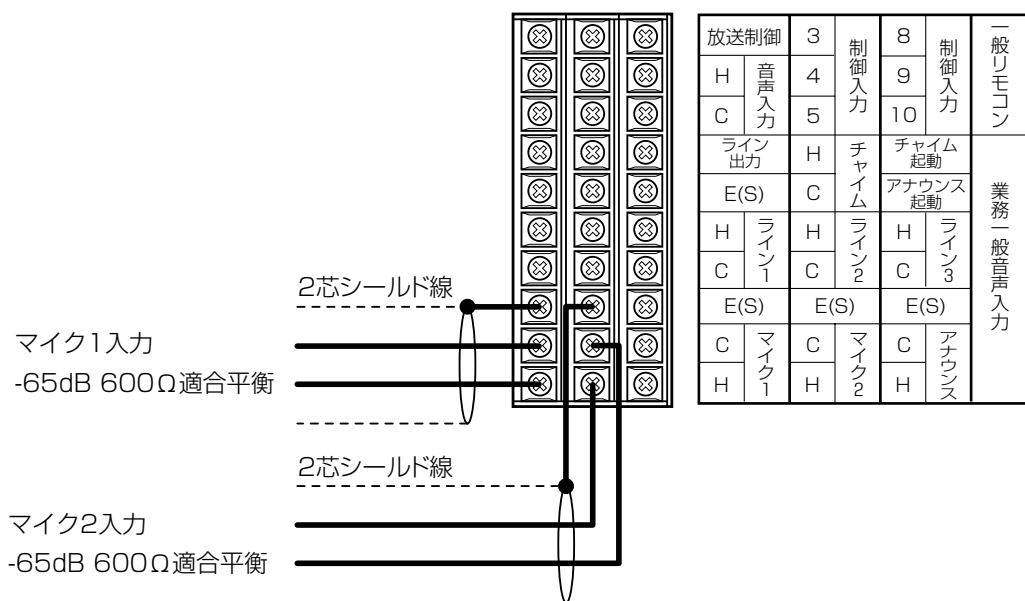 放送制御 3 制御入力 8 制御入力 一般リモコン
H 音声入力 4 9
C 5 10
ライン出力 H チャイム チャイム起動 業務一般音声入力
E(S) C アナウンス起動
H ライン1 H ライン2 H ライン3
C C C
E(S) E(S) E(S)
C マイク1 C マイク2 C アナウンス
H H H
2芯シールド線
マイク1入力
-65dB 600Ω適合平衡
2芯シールド線
マイク2入力
-65dB 600Ω適合平衡